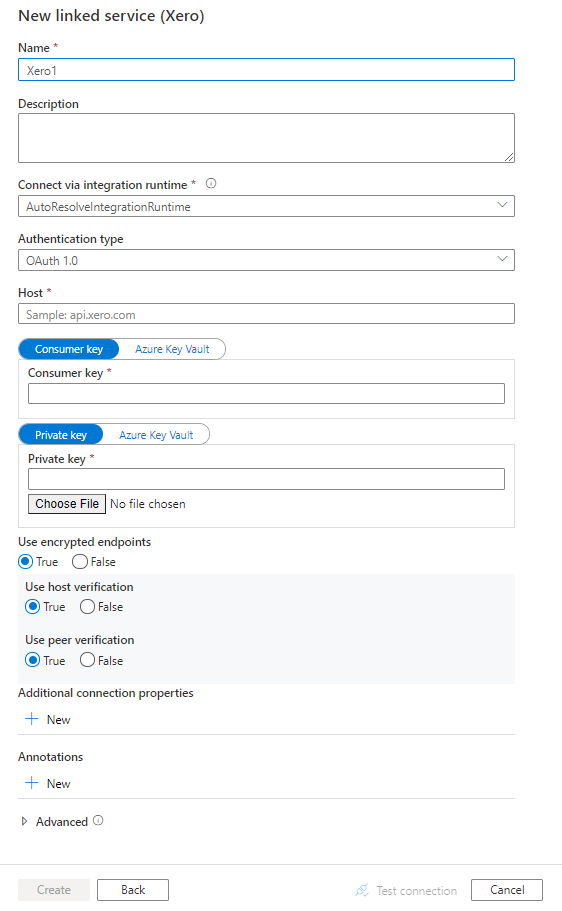 New linked service (Xero)
Name *
Xero1
Description
Connect via integration runtime *
AutoResolveIntegrationRuntime
Authentication type
OAuth 1.0
Host *
Sample: api.xero.com
Consumer key Azure Key Vault
Consumer key *
Private key Azure Key Vault
Private key *
Choose File No file chosen
Use encrypted endpoints
True False
Use host verification
True False
Use peer verification
True False
Additional connection properties
New
Annotations
New
Advanced
Create Back Test connection Cancel